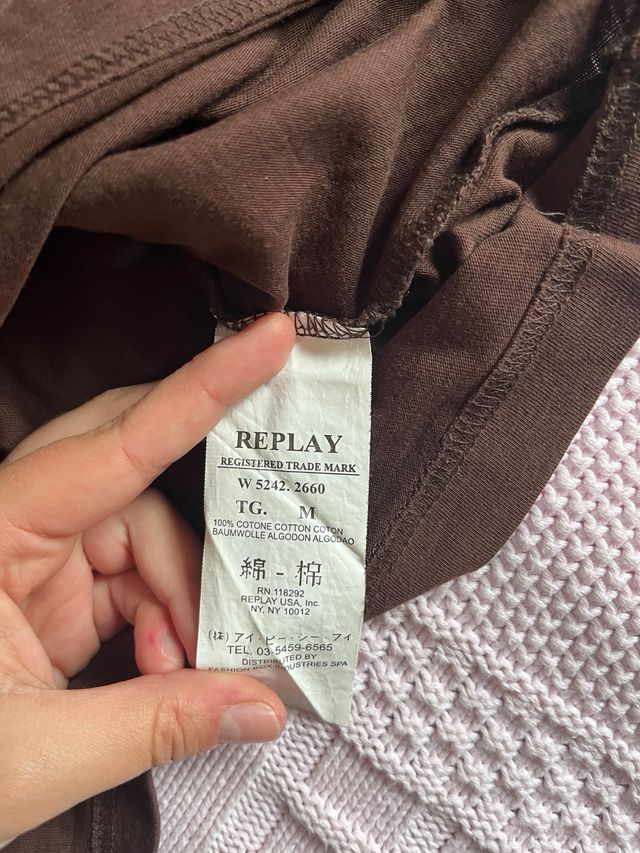 REPLAY
REGISTERED TRADE MARK
W 5242. 2660
TG. M
100% COTONE COTTON COTON
BAUMWOLLE ALGODON ALGODAO
綿 - 棉
RN 118292
REPLAY USA, Inc.
NY, NY 10012
(株) アイ・ピー・シー・フィ
TEL, 03-5459-6565
DISTRIBUTED BY
FASHION BOX INDUSTRIES SPA